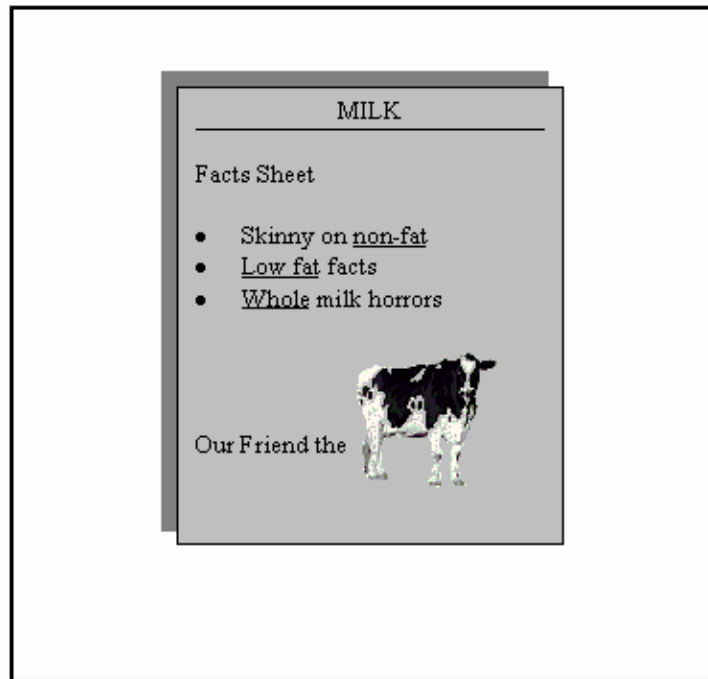 MILK
Facts Sheet
● Skinny on non-fat
● Low fat facts
● Whole milk horrors
Our Friend the